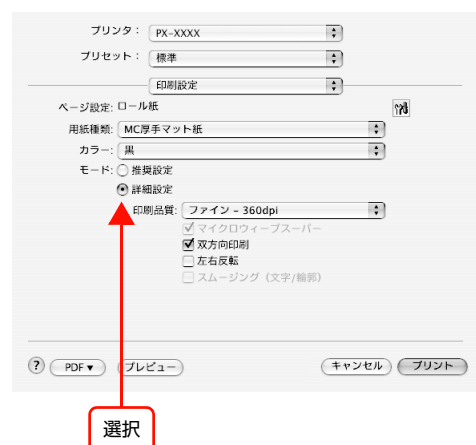 プリンタ： PX-XXXX
プリセット： 標準
印刷設定
ページ設定: ロール紙
用紙種類: MC厚手マット紙
カラー: 黒
モード: 推奨設定
詳細設定
印刷品質: ファイン – 360dpi
マイクロウィーブスーパー
双方向印刷
左右反転
スムージング（文字/輪郭）
? PDF▼ プレビュー キャンセル プリント
選択